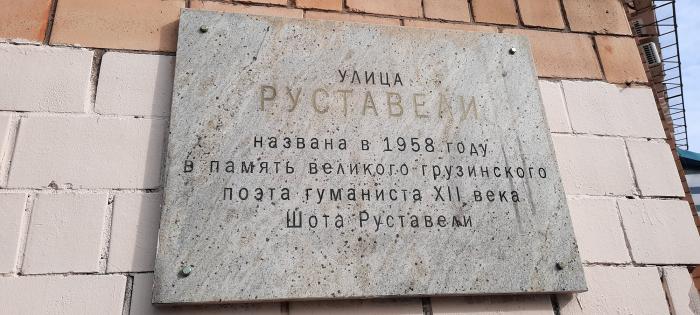 УЛИЦА
РУСТАВЕЛИ
названа в 1958 году
в память великого грузинского
поэта гуманиста XII века
Шота Руставели